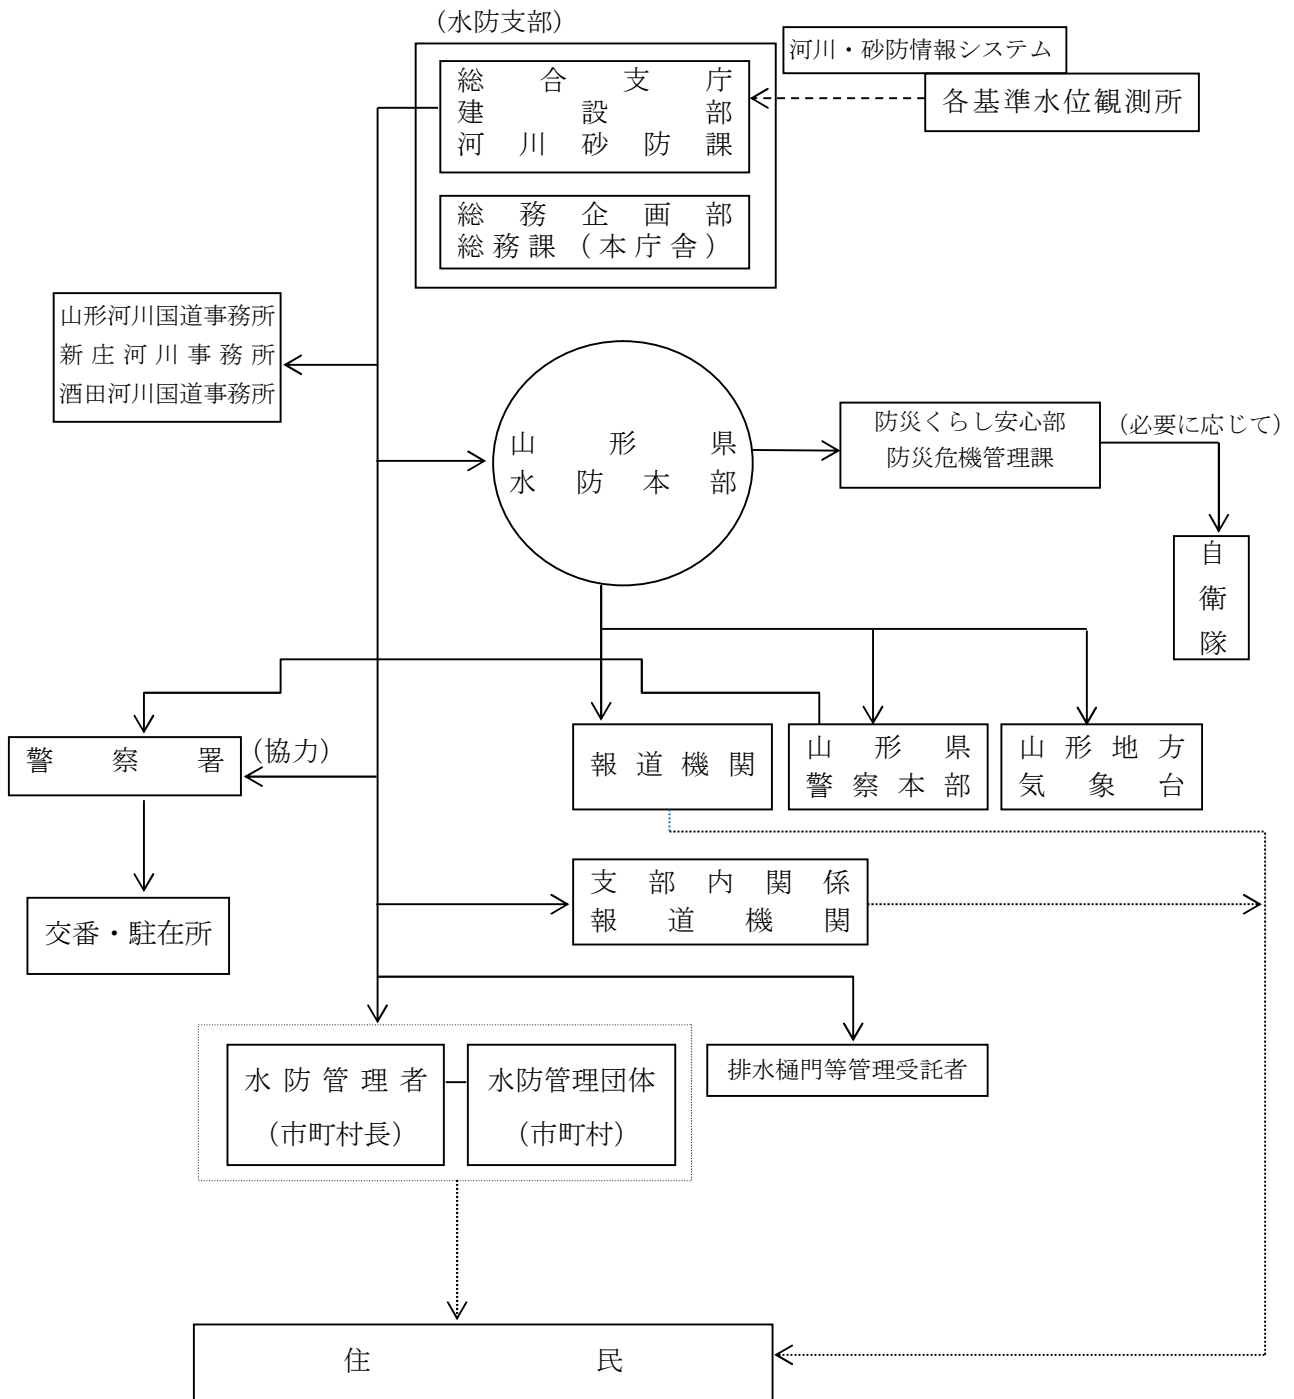 (水防支部)
河川・砂防情報システム
総合支庁
建設部
河川砂防課
各基準水位観測所
総務企画部
総務課(本庁舎)
山形河川国道事務所
新庄河川事務所
酒田河川国道事務所
山形県
水防本部
防災くらし安心部
防災危機管理課
(必要に応じて)
自
衛
隊
警察署
(協力)
報道機関
山形県
警察本部
山形地方
気象台
支部内関係
報道機関
交番・駐在所
水防管理者
(市町村長)
水防管理団体
(市町村)
排水樋門等管理受託者
住民